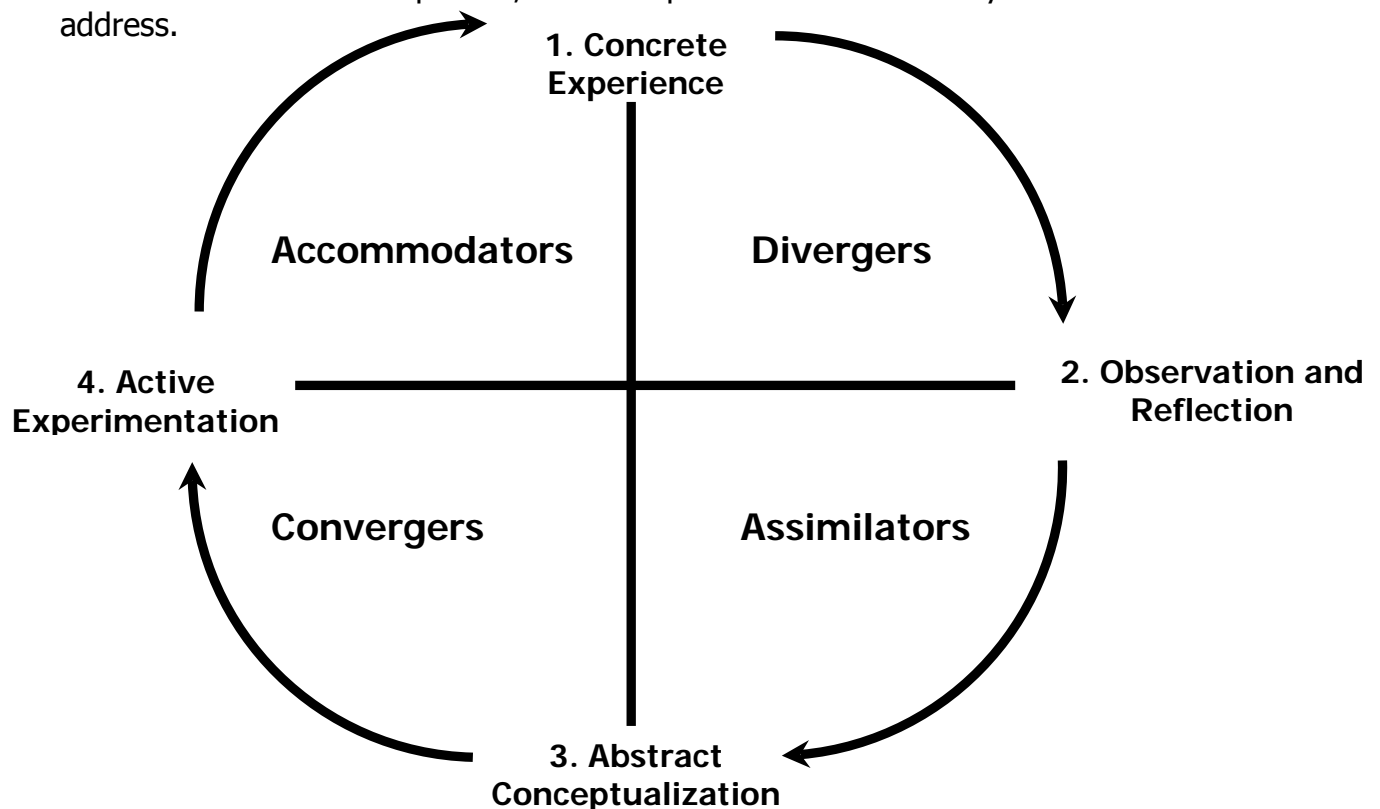 address.
1. Concrete
Experience
Accommodators
Divergers
4. Active
Experimentation
2. Observation and
Reflection
Convergers
Assimilators
3. Abstract
Conceptualization